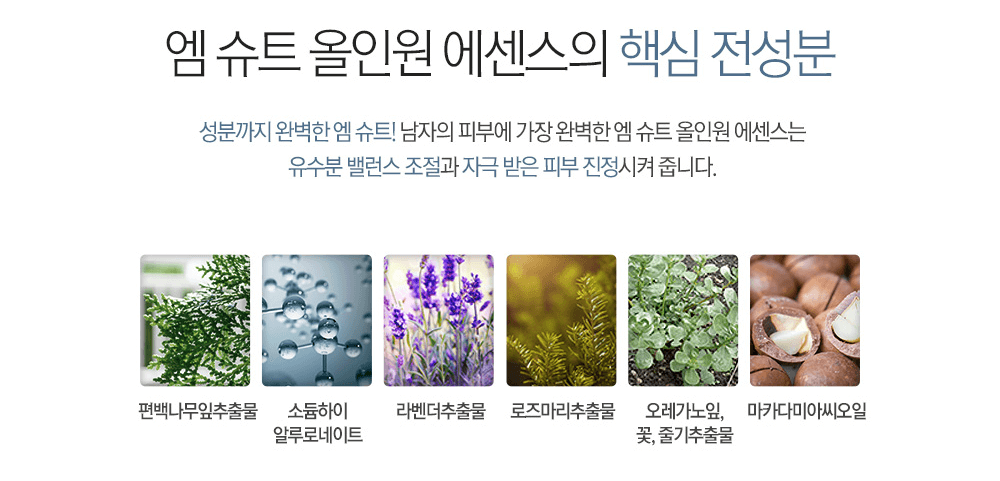 엠 슈트 올인원 에센스의 핵심 전성분
성분까지 완벽한 엠 슈트! 남자의 피부에 가장 완벽한 엠 슈트 올인원 에센스는
유수분 밸런스 조절과 자극 받은 피부 진정시켜 줍니다.
편백나무잎추출물
소듐하이
알루로네이트
라벤더추출물
로즈마리추출물
오레가노잎,
꽃, 줄기추출물
마카다미아씨오일